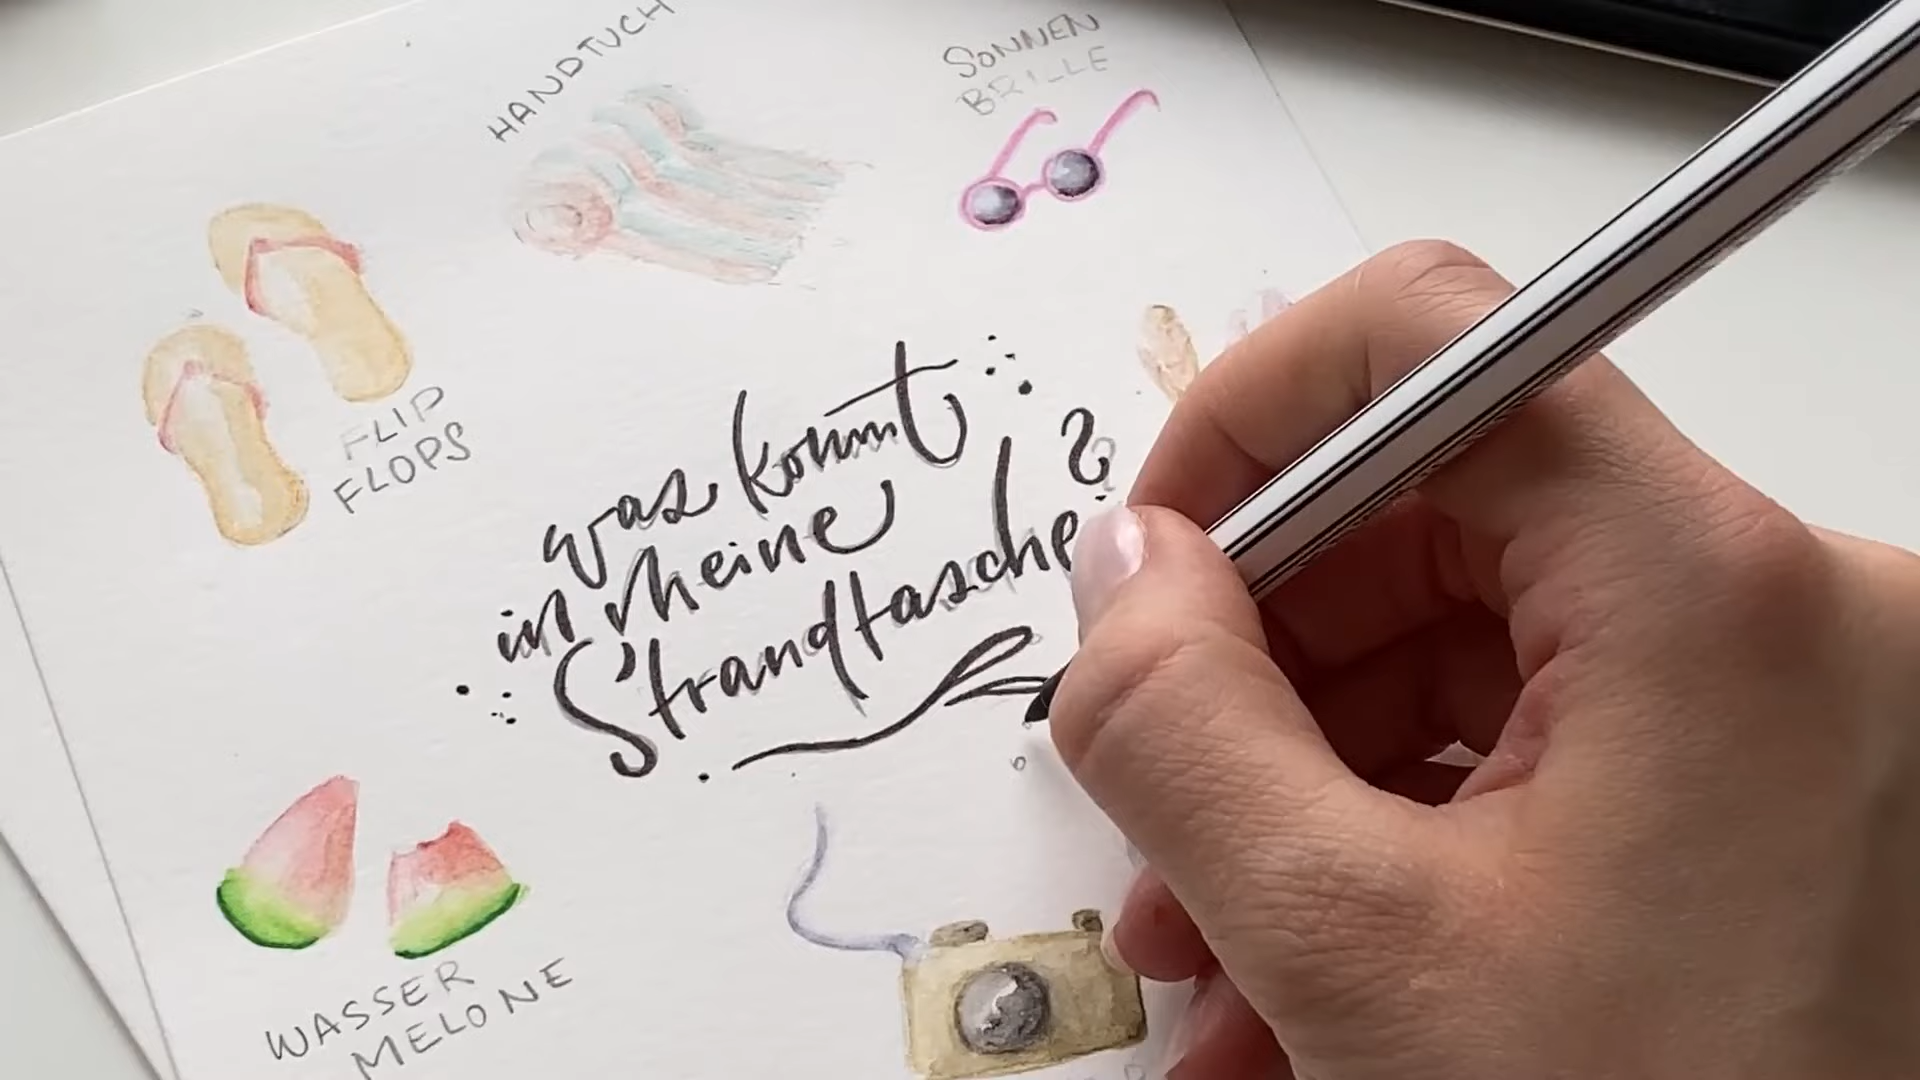 HANDTUCH
SONNEN
BRILLE
FLIP
FLOPS
was kommt
in meine
Strandtasche?
WASSER
MELONE